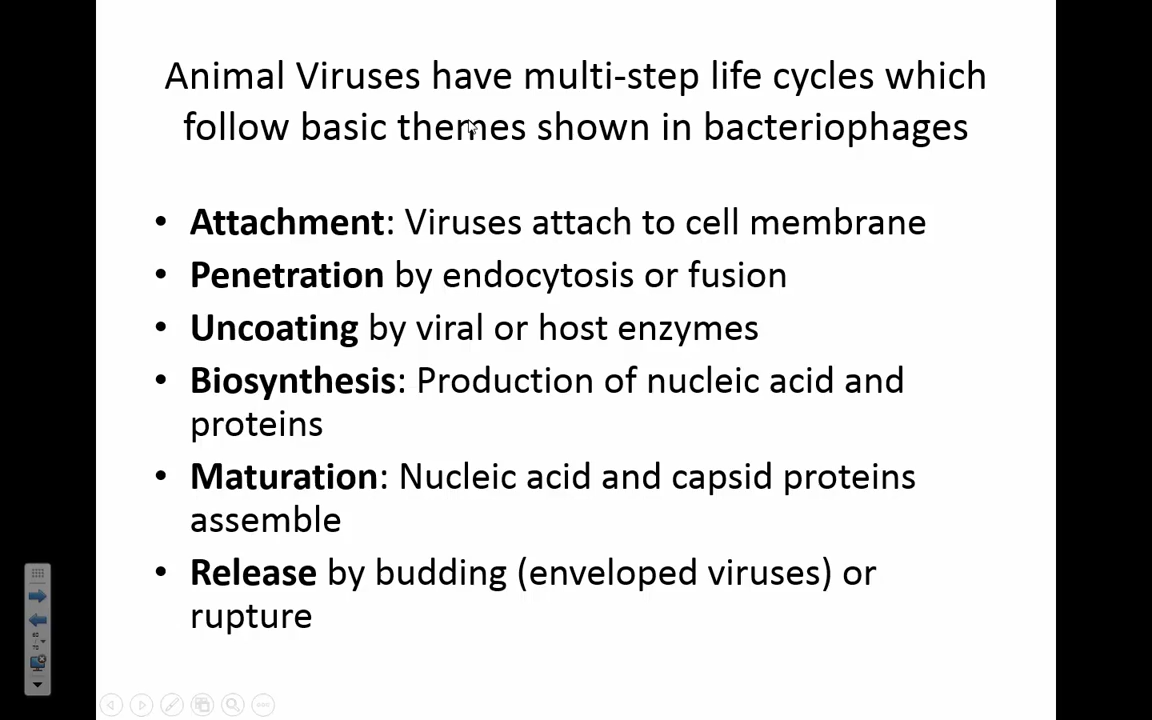 Animal Viruses have multi-step life cycles which
follow basic themes shown in bacteriophages
• Attachment: Viruses attach to cell membrane
• Penetration by endocytosis or fusion
• Uncoating by viral or host enzymes
• Biosynthesis: Production of nucleic acid and
proteins
• Maturation: Nucleic acid and capsid proteins
assemble
• Release by budding (enveloped viruses) or
rupture